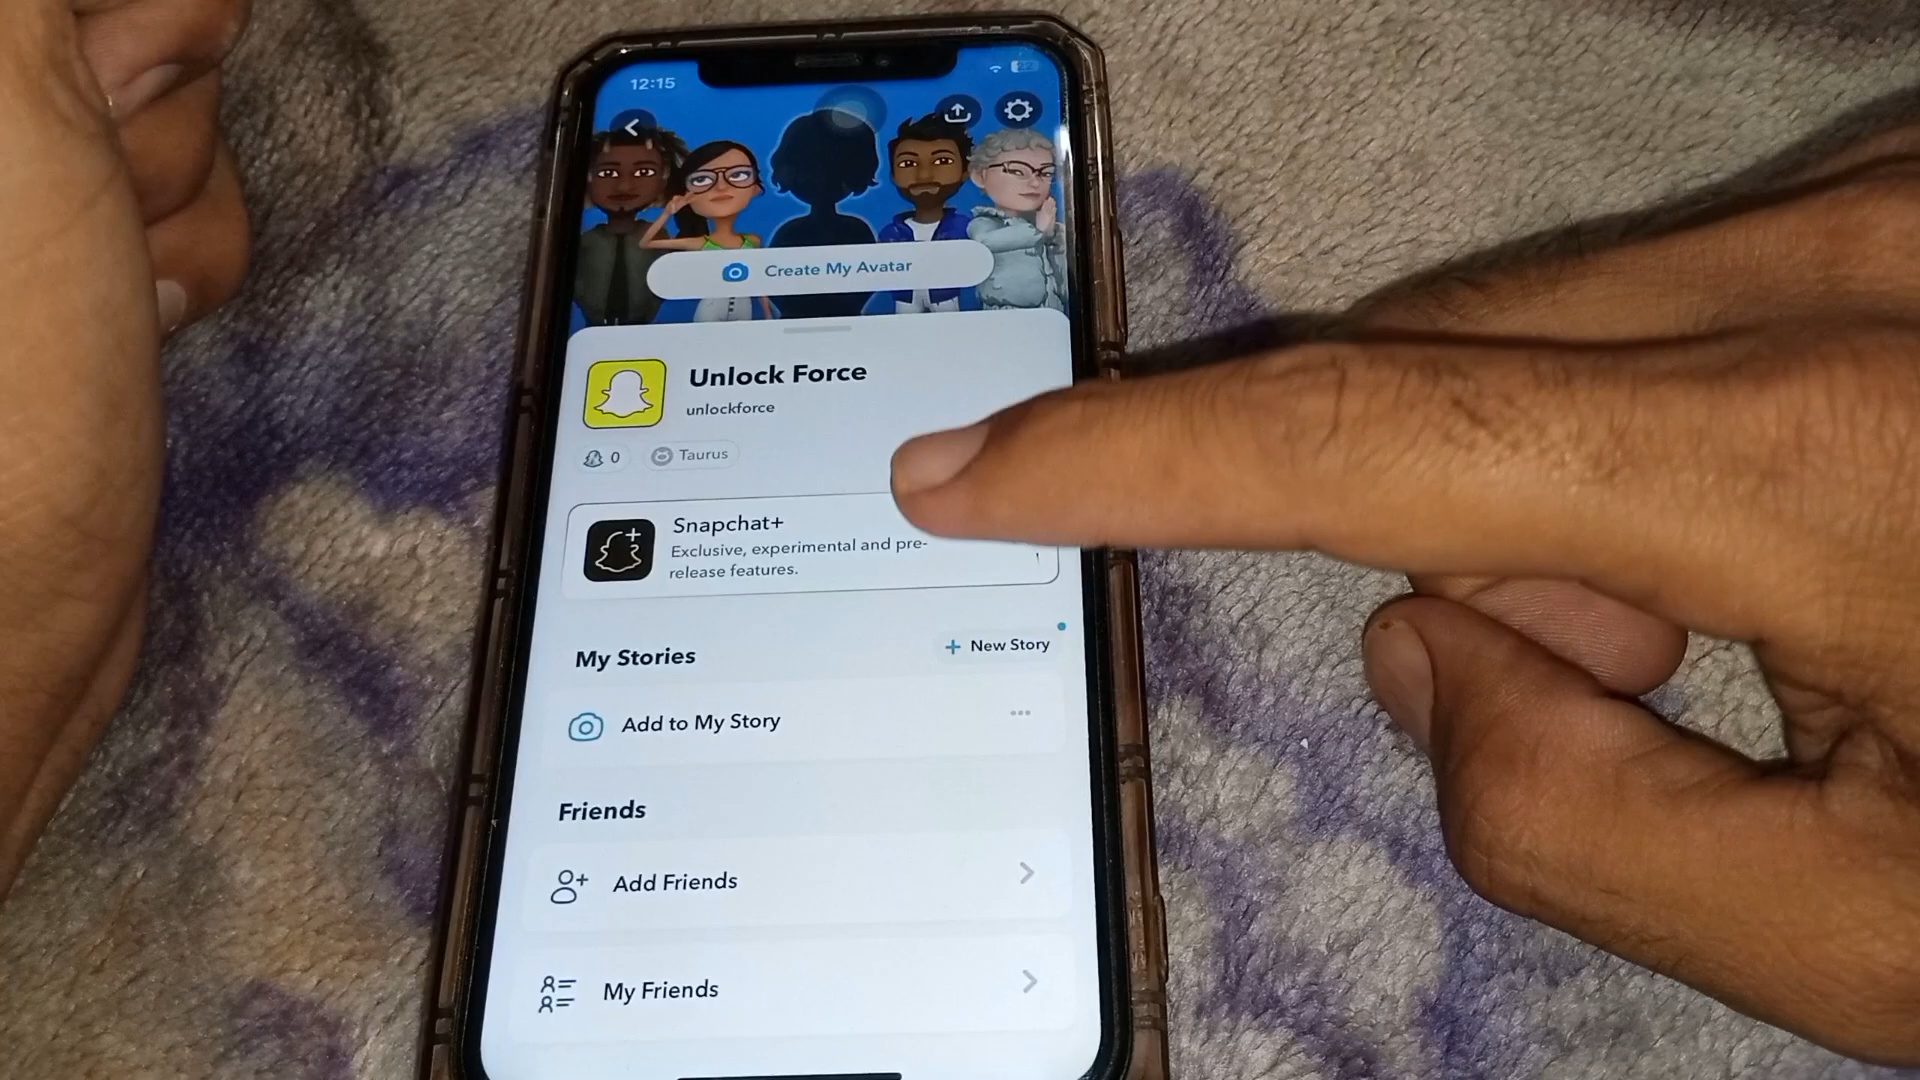 12:15
22
Create My Avatar
Unlock Force
unlockforce
0
Taurus
Snapchat+
Exclusive, experimental and pre-
release features.
My Stories
+ New Story
Add to My Story
Friends
Add Friends
My Friends